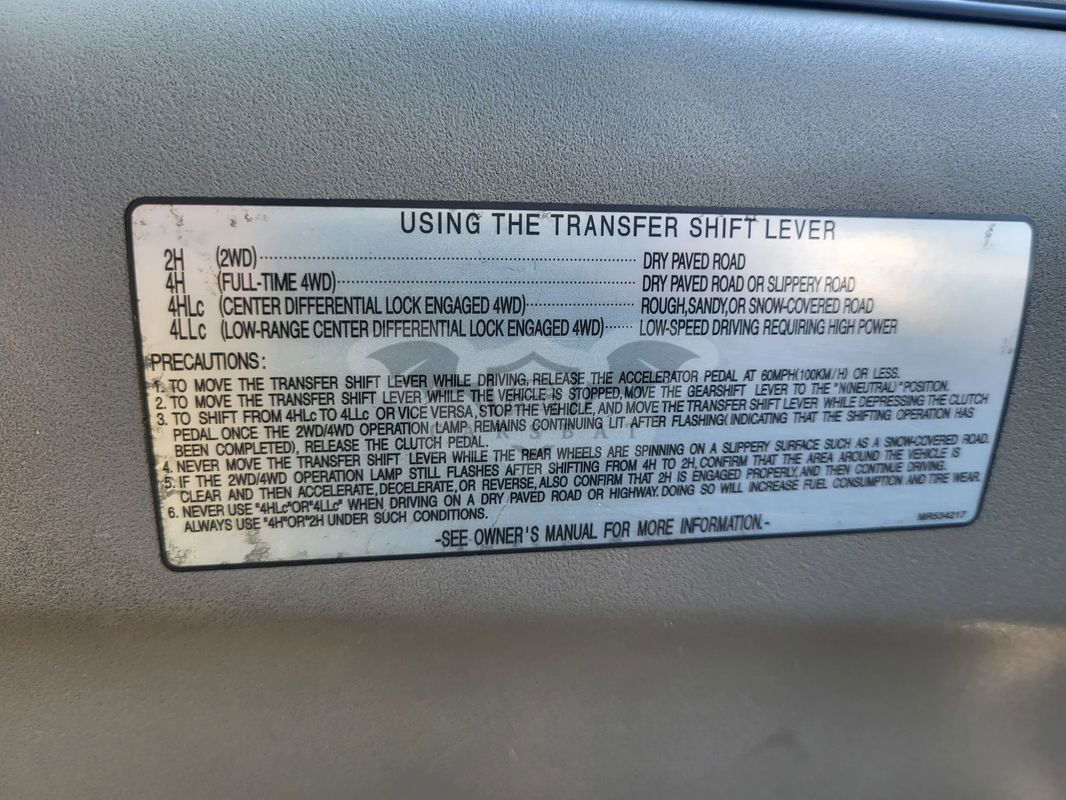 USING THE TRANSFER SHIFT LEVER
2H (2WD)........................................ DRY PAVED ROAD
4H (FULL-TIME 4WD)........................................ DRY PAVED ROAD OR SLIPPERY ROAD
4HLc (CENTER DIFFERENTIAL LOCK ENGAGED 4WD)................ ROUGH,SANDY,OR SNOW-COVERED ROAD
4LLc (LOW-RANGE CENTER DIFFERENTIAL LOCK ENGAGED 4WD)...... LOW-SPEED DRIVING REQUIRING HIGH POWER
PRECAUTIONS:
1. TO MOVE THE TRANSFER SHIFT LEVER WHILE DRIVING, RELEASE THE ACCELERATOR PEDAL AT 60MPH(100KM/H) OR LESS.
2. TO MOVE THE TRANSFER SHIFT LEVER WHILE THE VEHICLE IS STOPPED, MOVE THE GEARSHIFT LEVER TO THE "N(NEUTRAL)"POSITION.
3. TO SHIFT FROM 4HLc TO 4LLc OR VICE VERSA, STOP THE VEHICLE, AND MOVE THE TRANSFER SHIFT LEVER WHILE DEPRESSING THE CLUTCH
PEDAL. ONCE THE 2WD/4WD OPERATION LAMP REMAINS CONTINUING LIT AFTER FLASHING( INDICATING THAT THE SHIFTING OPERATION HAS
BEEN COMPLETED), RELEASE THE CLUTCH PEDAL.
4. NEVER MOVE THE TRANSFER SHIFT LEVER WHILE THE REAR WHEELS ARE SPINNING ON A SLIPPERY SURFACE SUCH AS A SNOW-COVERED ROAD.
5. IF THE 2WD/4WD OPERATION LAMP STILL FLASHES AFTER SHIFTING FROM 4H TO 2H, CONFIRM THAT THE AREA AROUND THE VEHICLE IS
CLEAR AND THEN ACCELERATE, DECELERATE, OR REVERSE, ALSO CONFIRM THAT 2H IS ENGAGED PROPERLY, AND THEN CONTINUE DRIVING.
6. NEVER USE "4HLc"OR"4LLc" WHEN DRIVING ON A DRY PAVED ROAD OR HIGHWAY. DOING SO WILL INCREASE FUEL CONSUMPTION AND TIRE WEAR.
ALWAYS USE "4H"OR"2H UNDER SUCH CONDITIONS.
MR534217
-SEE OWNER'S MANUAL FOR MORE INFORMATION.-
CARSBAY